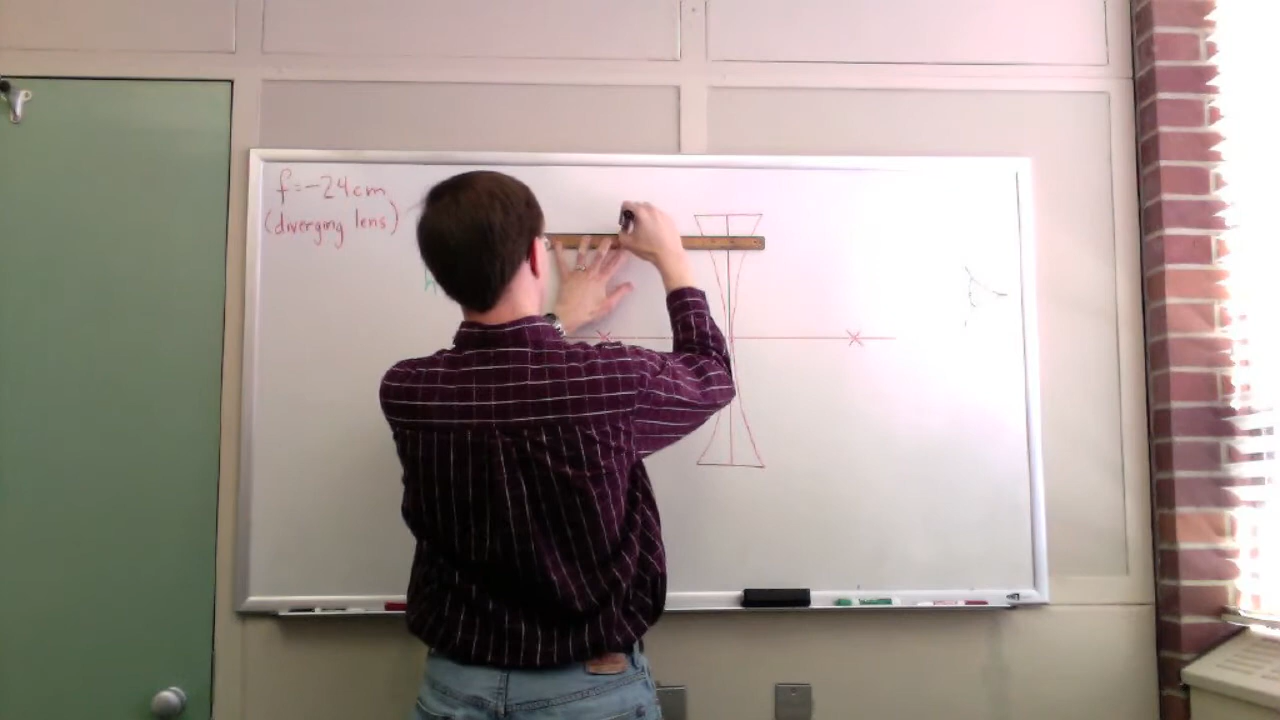 f=-24cm
(diverging lens)
h